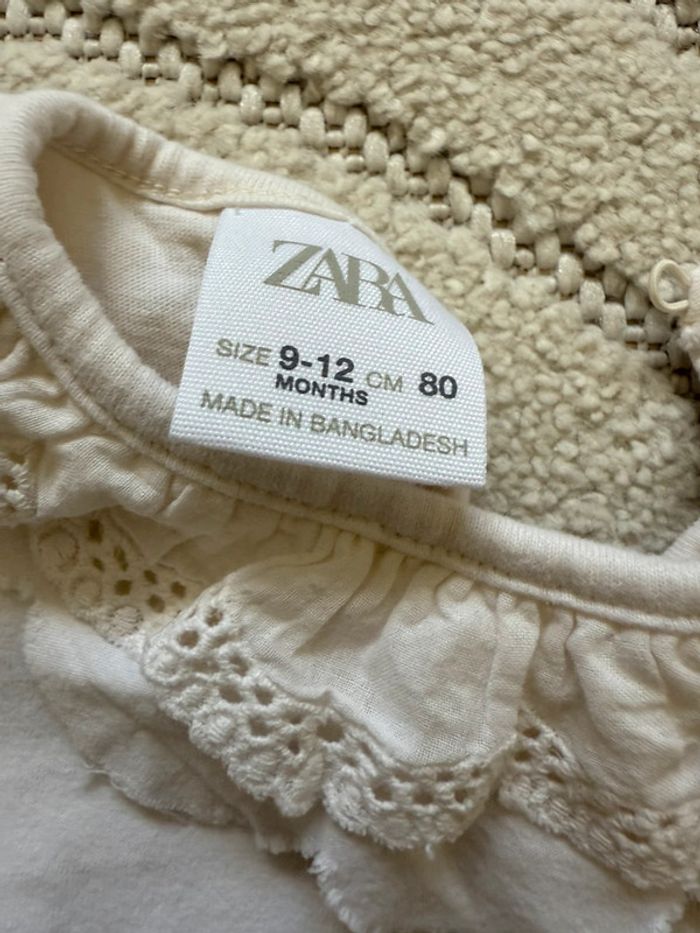 ZARA
SIZE 9-12 MONTHS CM 80
MADE IN BANGLADESH